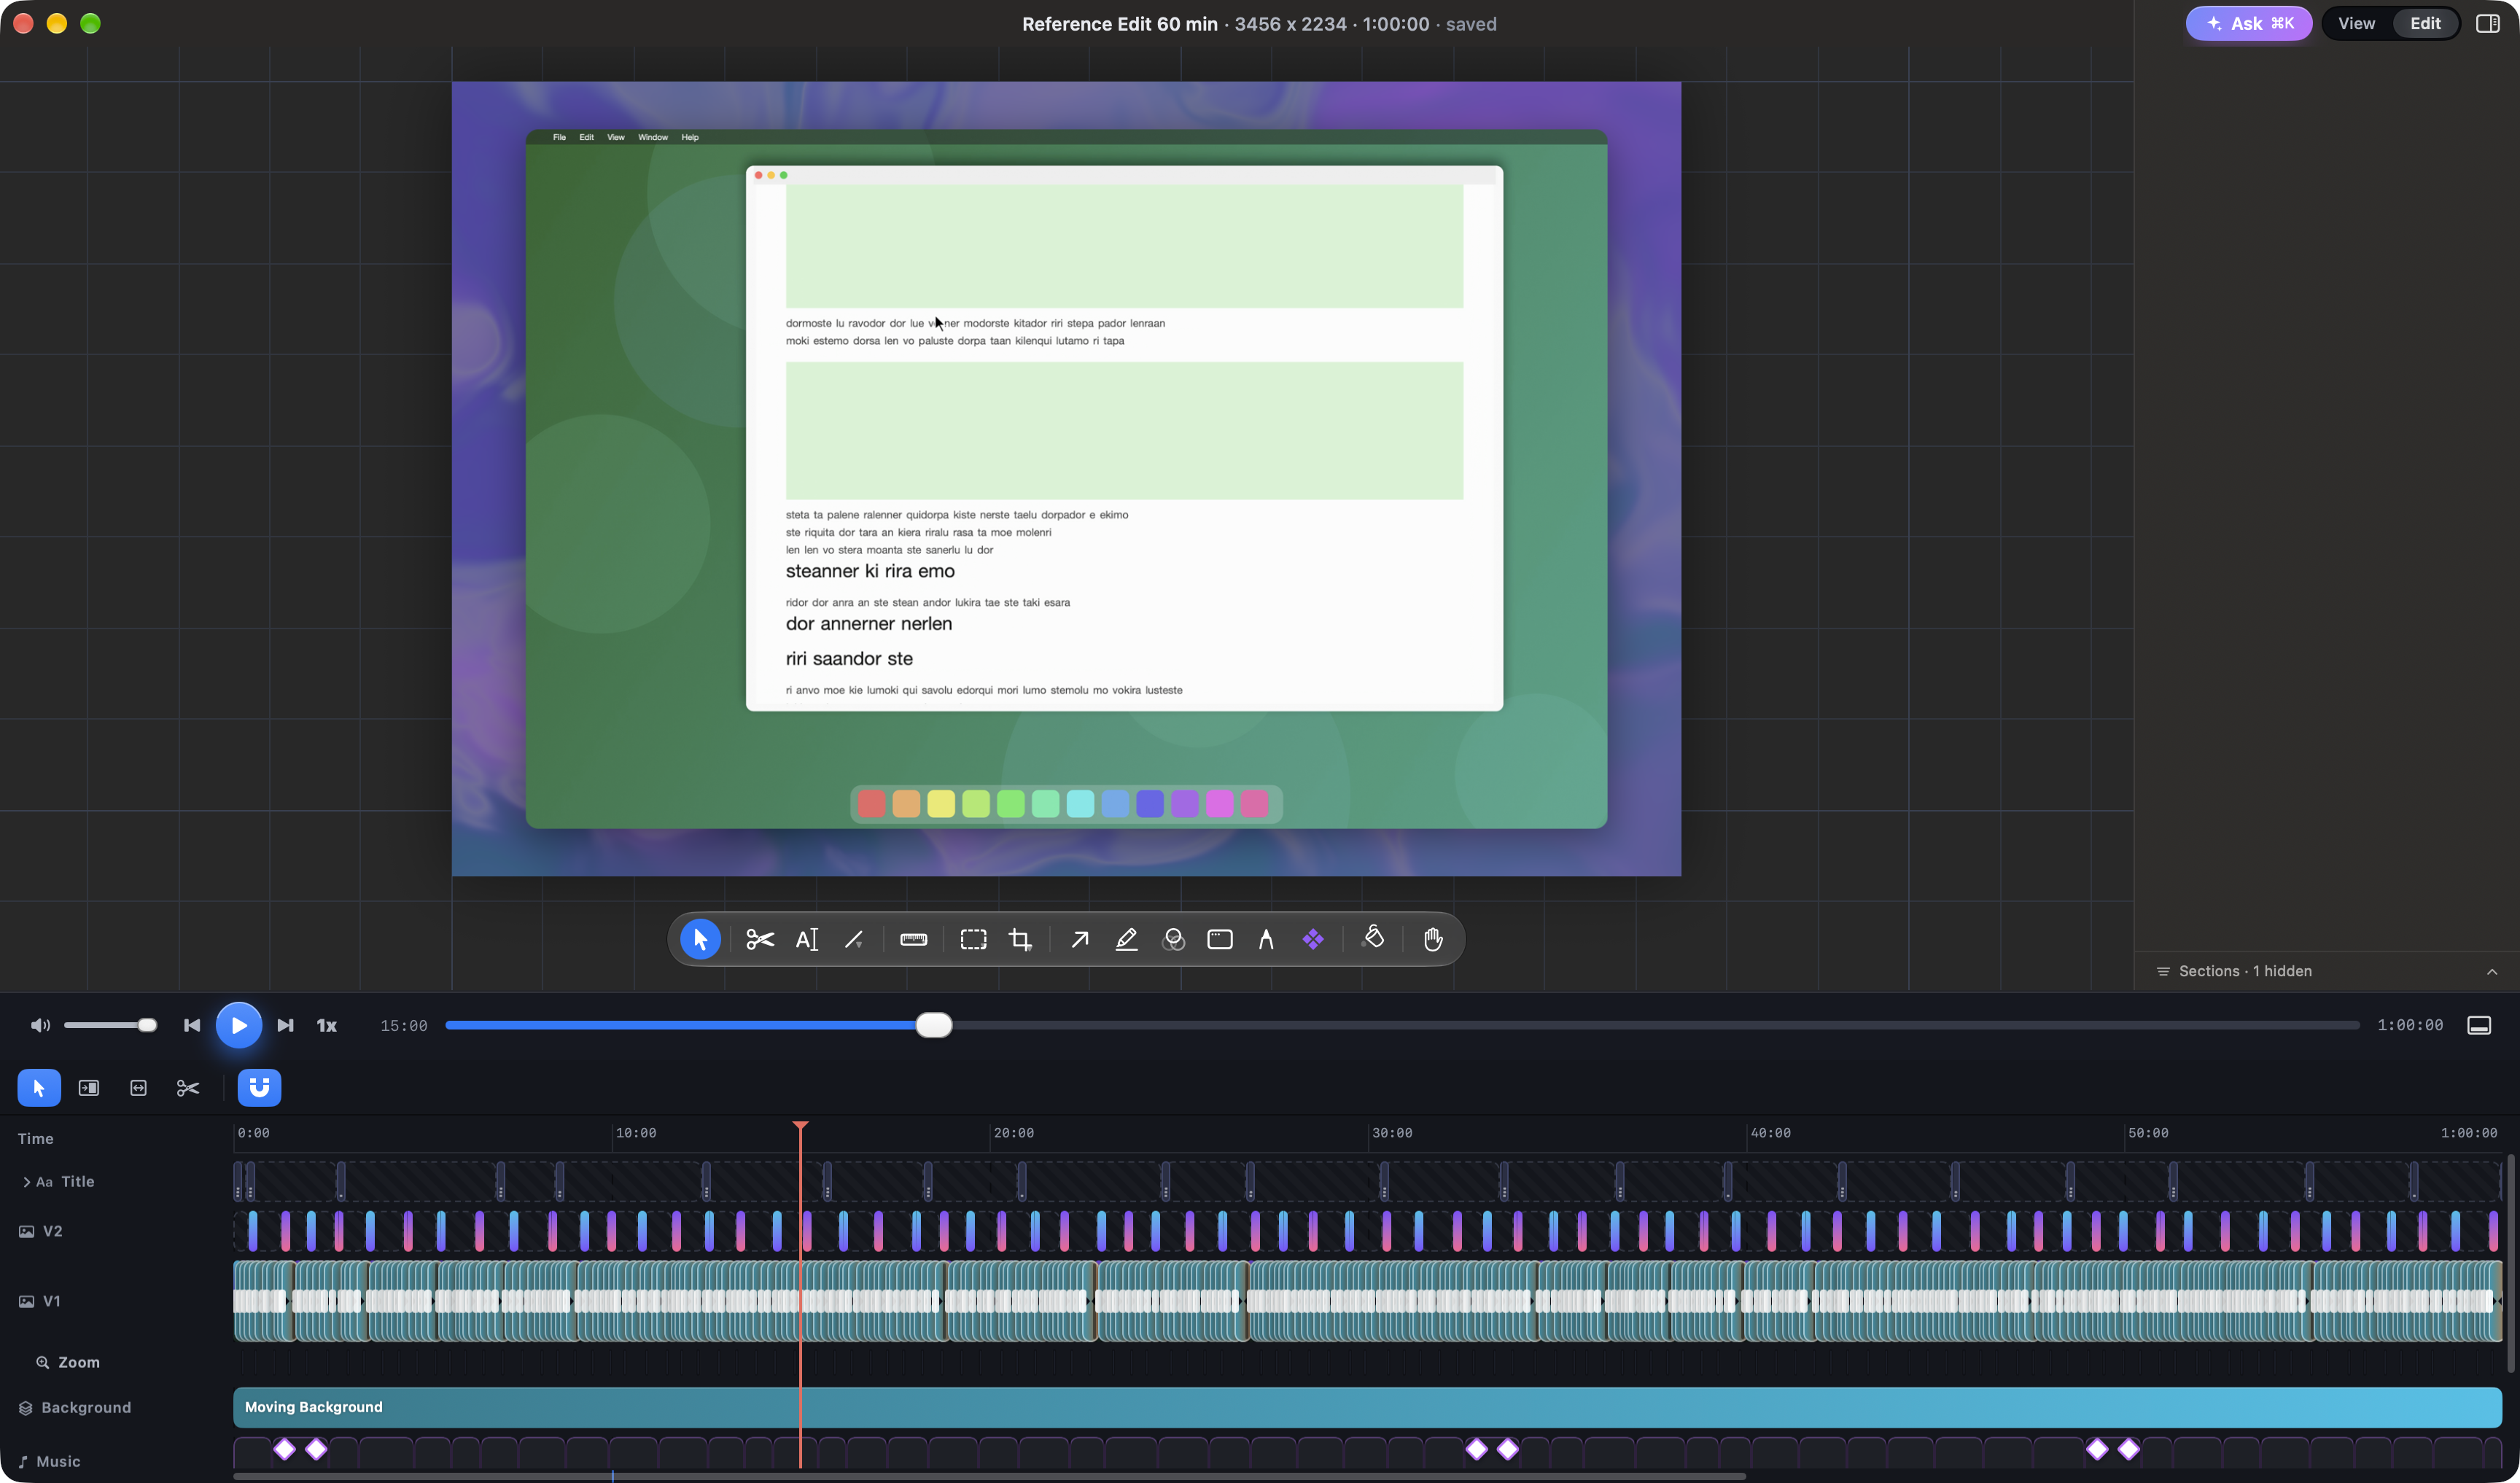 Reference Edit 60 min · 3456 x 2234 · 1:00:00 · saved
Ask ⌘K
View
Edit
File Edit View Window Help
dormoste lu ravodor dor lue ner modorste kitador riri stepa pador lenraan
moki estemo dorsa len vo paluste dorpa taan kilenqui lutamo ri tapa
steta ta palene ralenner quidorpa kiste nerste taelu dorpador e ekimo
ste riquita dor tara an kiera riralu rasa ta moe molenri
len len vo stera moanta ste sanerlu lu dor
steanner ki rira emo
ridor dor anra an ste stean andor lukira tae ste taki esara
dor annerner nerlen
riri saandor ste
ri anvo moe kie lumoki qui savolu edorqui mori lumo stemolu mo vokira lusteste
AI
Sections · 1 hidden
1x
15:00
1:00:00
Time
0:00
10:00
20:00
30:00
40:00
50:00
1:00:00
Aa Title
V2
V1
Zoom
Background
Moving Background
Music